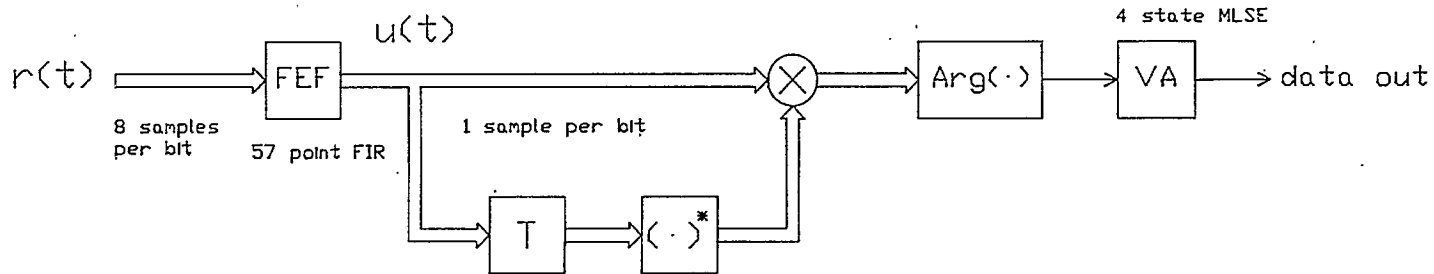 4 state MLSE
u(t)
r(t)
FEF
Arg(·)
VA
data out
8 samples
per bit
57 point FIR
1 sample per bit
T
(·)*